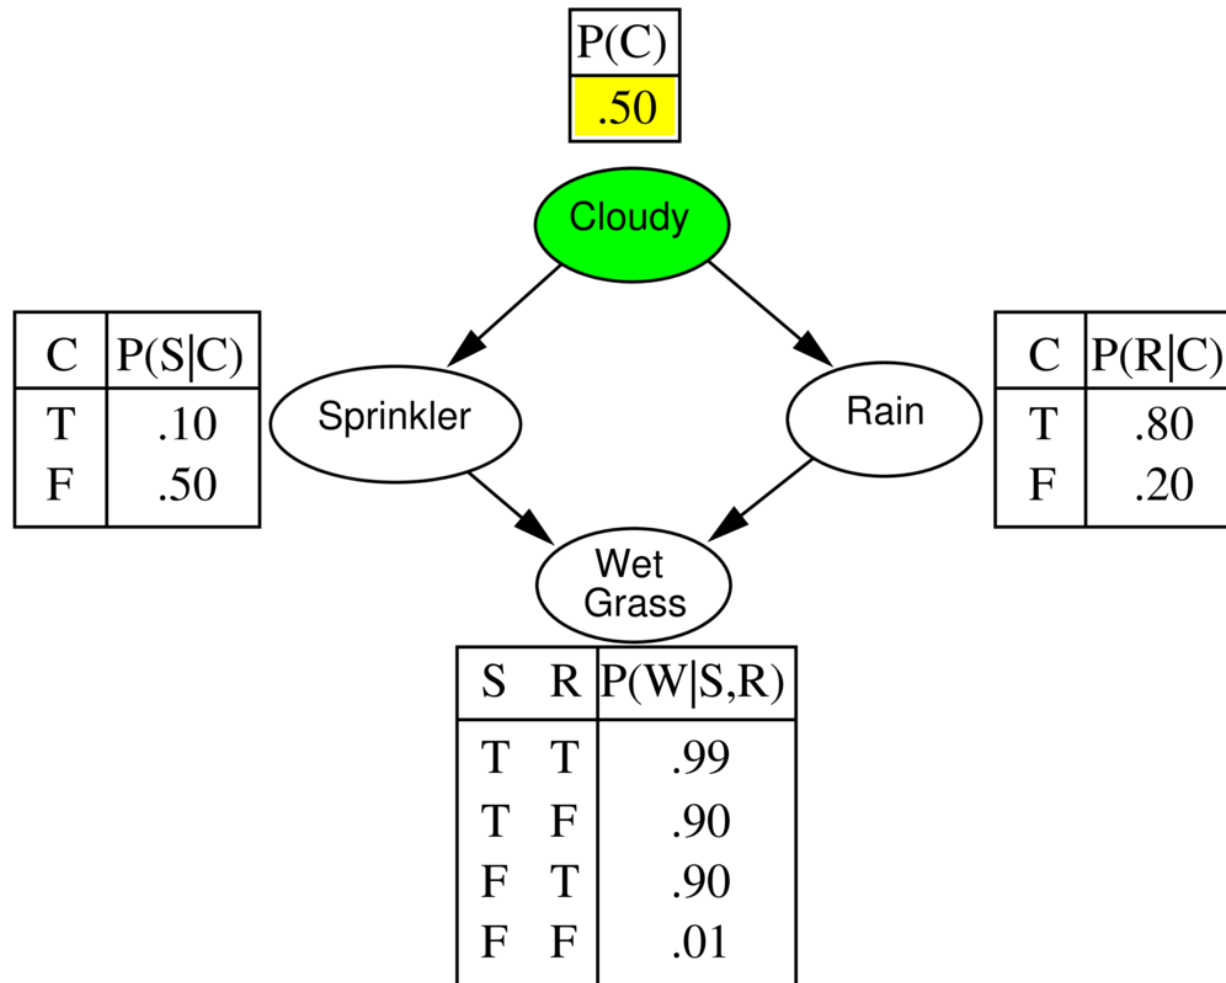 P(C)
.50
Cloudy
C P(S|C)
T .10
F .50
Sprinkler
Rain
C P(R|C)
T .80
F .20
Wet
Grass
S R P(W|S,R)
T T .99
T F .90
F T .90
F F .01